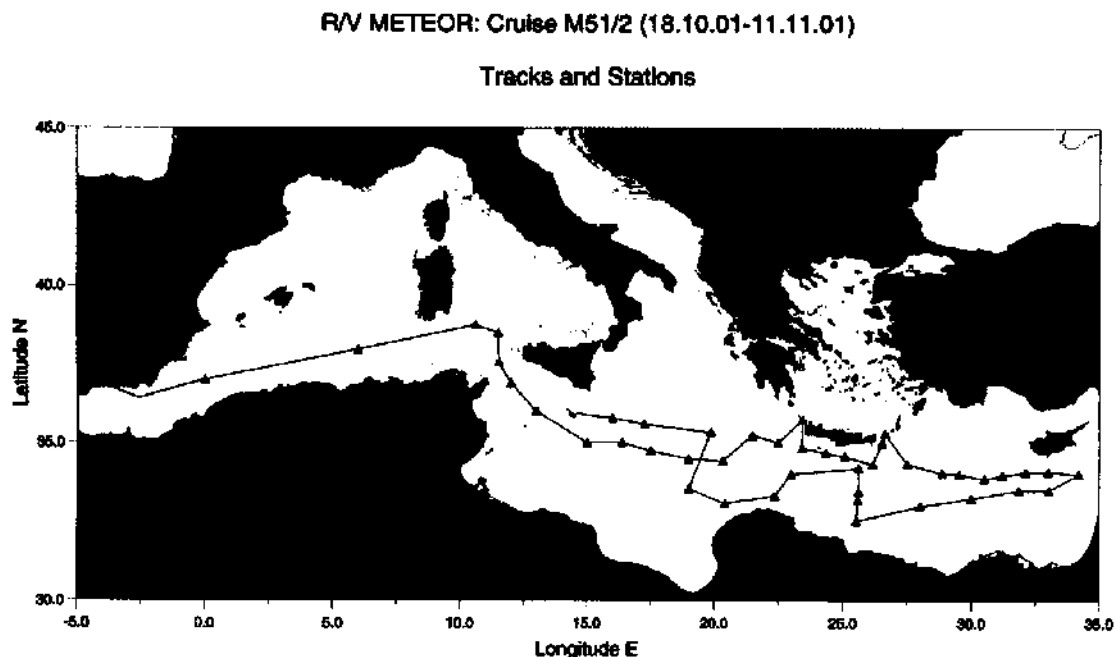 R/V METEOR: Cruise M51/2 (18.10.01-11.11.01)
Tracks and Stations
45.0
40.0
35.0
30.0
Latitude N
-5.0 0.0 5.0 10.0 15.0 20.0 25.0 30.0 35.0
Longitude E